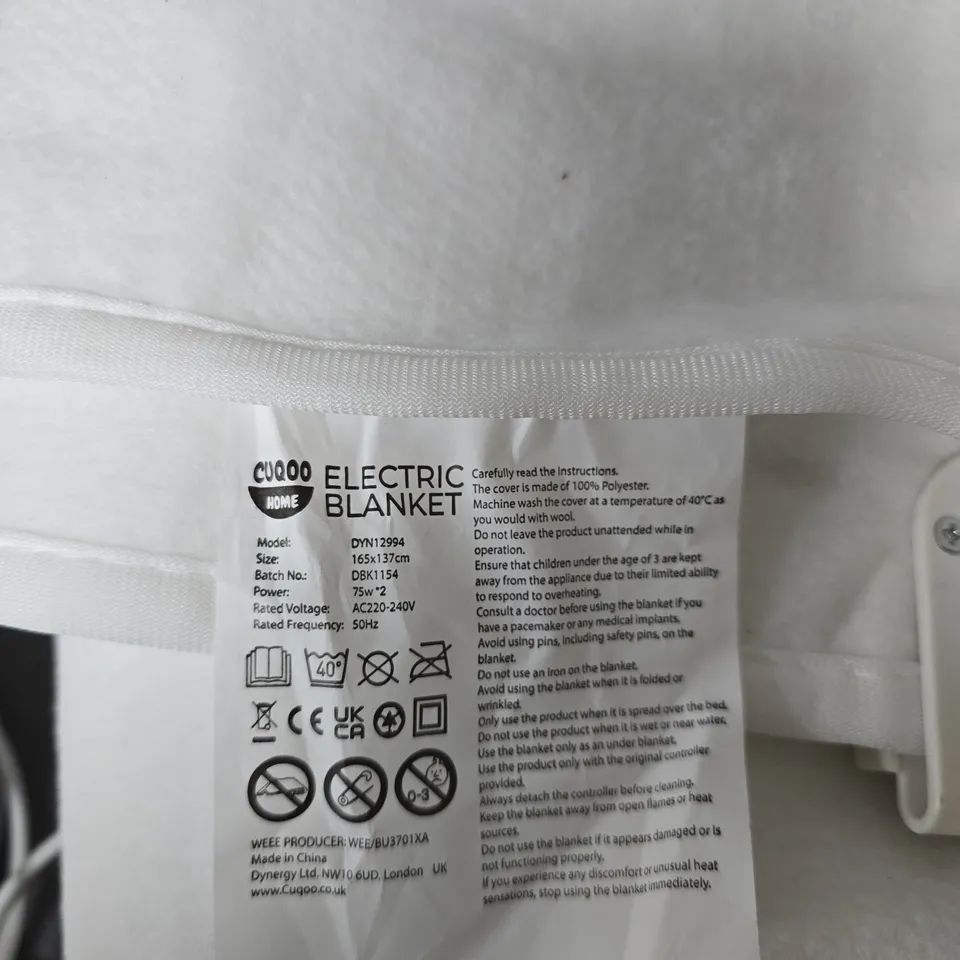 CUQOO
HOME
ELECTRIC
BLANKET
Model: DYN12994
Size: 165x137cm
Batch No.: DBK1154
Power: 75w *2
Rated Voltage: AC220-240V
Rated Frequency: 50Hz
40°
CE UK
CA
0-3
WEEE PRODUCER: WEE/BU3701XA
Made in China
Dynergy Ltd, NW10 6UD, London UK
www.Cuqoo.co.uk
Carefully read the Instructions.
The cover is made of 100% Polyester.
Machine wash the cover at a temperature of 40°C as
you would with wool.
Do not leave the product unattended while in
operation.
Ensure that children under the age of 3 are kept
away from the appliance due to their limited ability
to respond to overheating.
Consult a doctor before using the blanket if you
have a pacemaker or any medical implants.
Avoid using pins, including safety pins, on the
blanket.
Do not use an iron on the blanket.
Avoid using the blanket when it is folded or
wrinkled.
Only use the product when it is spread over the bed.
Do not use the product when it is wet or near water.
Use the blanket only as an under blanket.
Use the product only with the original controller
provided.
Always detach the controller before cleaning.
Keep the blanket away from open flames or heat
sources.
Do not use the blanket if it appears damaged or is
not functioning properly.
If you experience any discomfort or unusual heat
sensations, stop using the blanket immediately.